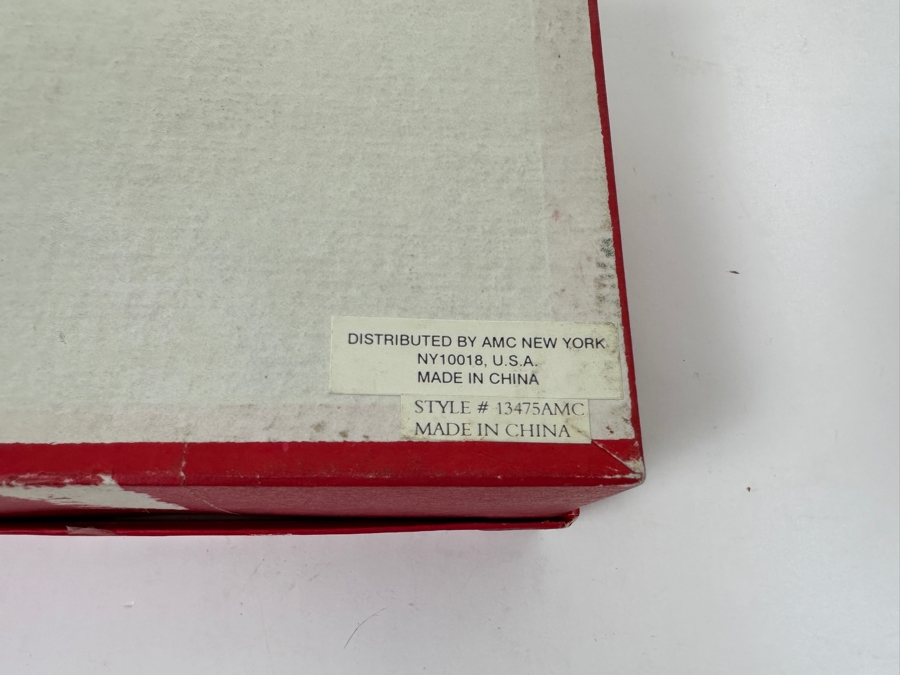 DISTRIBUTED BY AMC NEW YORK
NY10018, U.S.A.
MADE IN CHINA
STYLE # 13475AMC
MADE IN CHINA